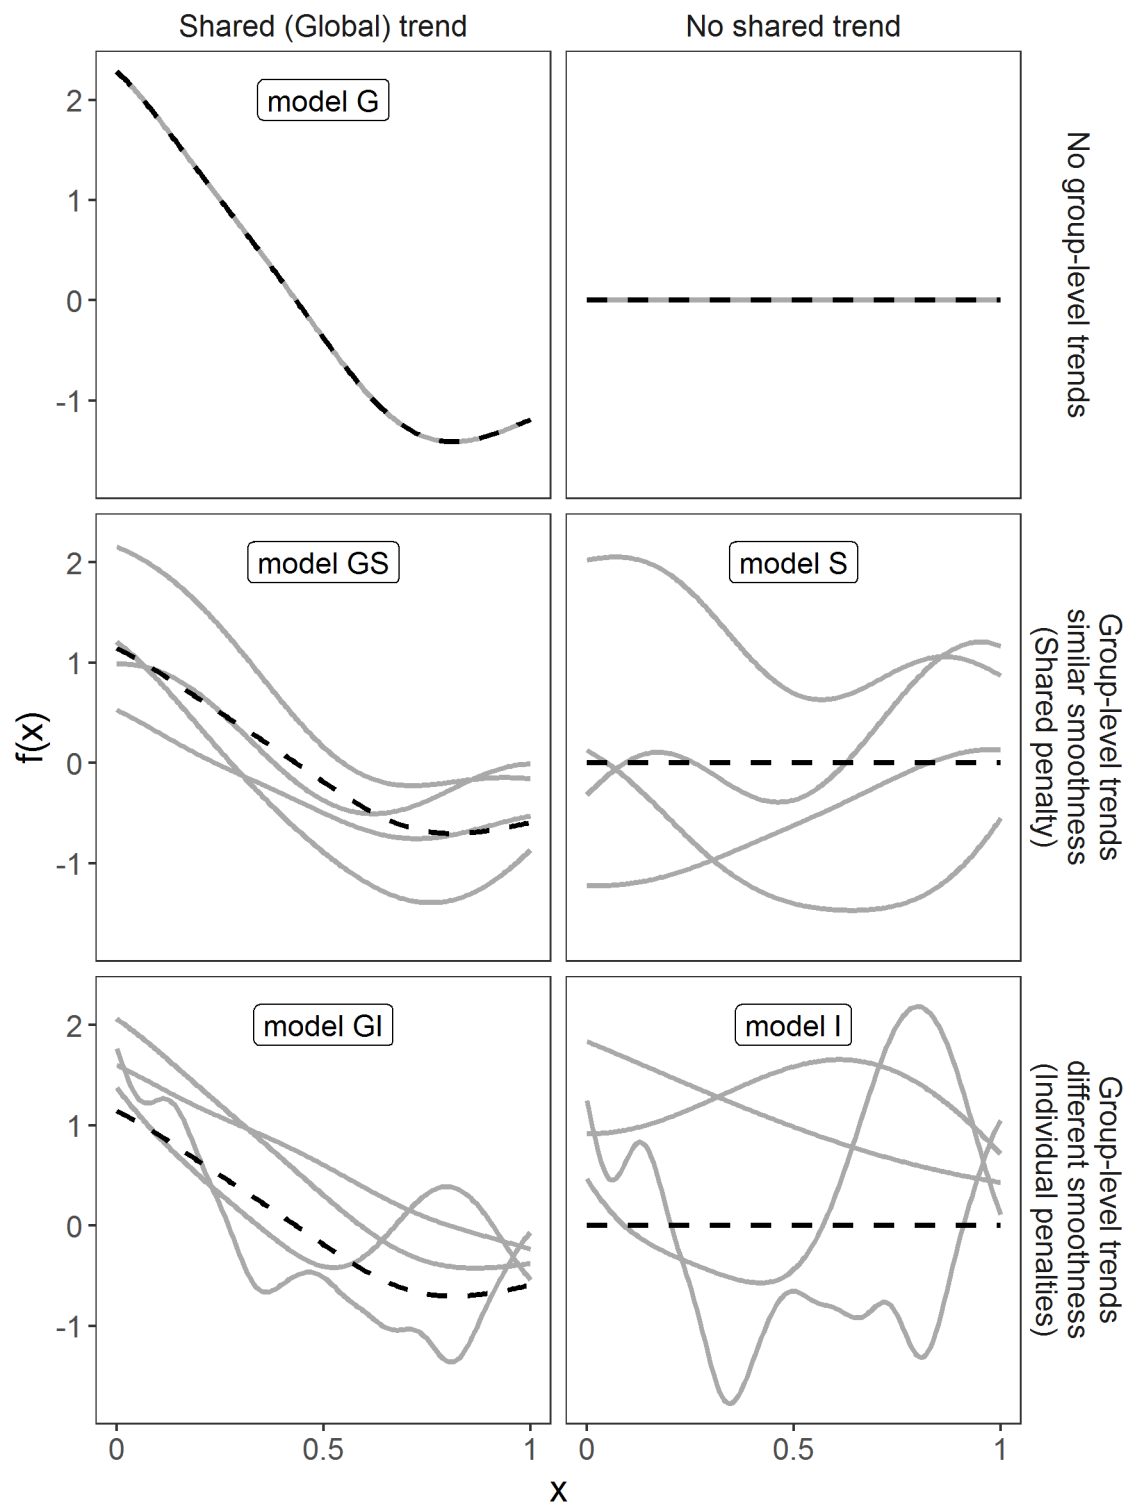 Shared (Global) trend
No shared trend
model G
2
1
0
-1
No group-level trends
model GS
model S
2
1
0
-1
f(x)
Group-level trends
similar smoothness
(Shared penalty)
model GI
model I
2
1
0
-1
Group-level trends
different smoothness
(Individual penalties)
0
0.5
1
0
0.5
1
x